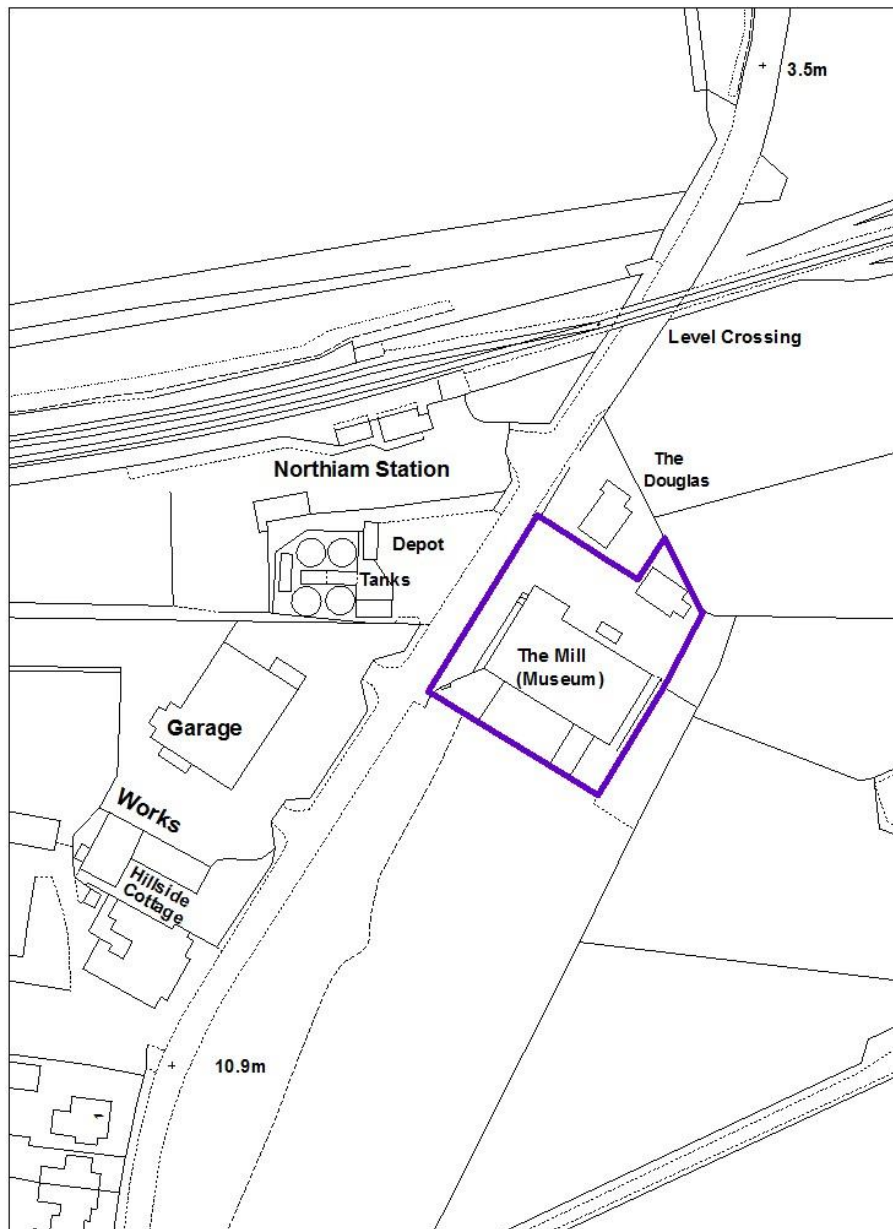 3.5m
Level Crossing
The
Douglas
Northiam Station
Depot
Tanks
The Mill
(Museum)
Garage
Works
Hillside
Cottage
10.9m
1